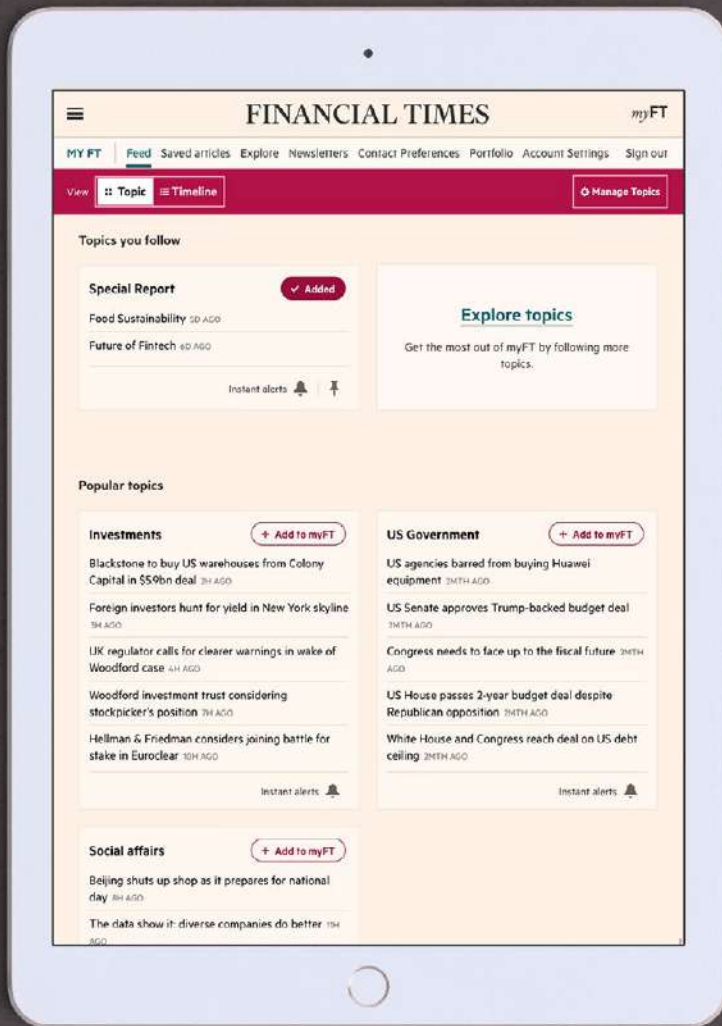 FINANCIAL TIMES
myFT
MY FT
Feed Saved articles Explore Newsletters Contact Preferences Portfolio Account Settings Sign out
View
Topic
Timeline
Manage Topics
Topics you follow
Special Report
Added
Food Sustainability 5D AGO
Future of Fintech 6D AGO
Instant alerts
Explore topics
Get the most out of myFT by following more
topics.
Popular topics
Investments
+ Add to myFT
Blackstone to buy US warehouses from Colony
Capital in $5.9bn deal 2H AGO
Foreign investors hunt for yield in New York skyline
3H AGO
UK regulator calls for clearer warnings in wake of
Woodford case 4H AGO
Woodford investment trust considering
stockpicker's position 7H AGO
Hellman & Friedman considers joining battle for
stake in Euroclear 10H AGO
Instant alerts
US Government
+ Add to myFT
US agencies barred from buying Huawei
equipment 2MTH AGO
US Senate approves Trump-backed budget deal
2MTH AGO
Congress needs to face up to the fiscal future 2MTH
AGO
US House passes 2-year budget deal despite
Republican opposition 2MTH AGO
White House and Congress reach deal on US debt
ceiling 2MTH AGO
Instant alerts
Social affairs
+ Add to myFT
Beijing shuts up shop as it prepares for national
day 8H AGO
The data show it: diverse companies do better 11H
AGO